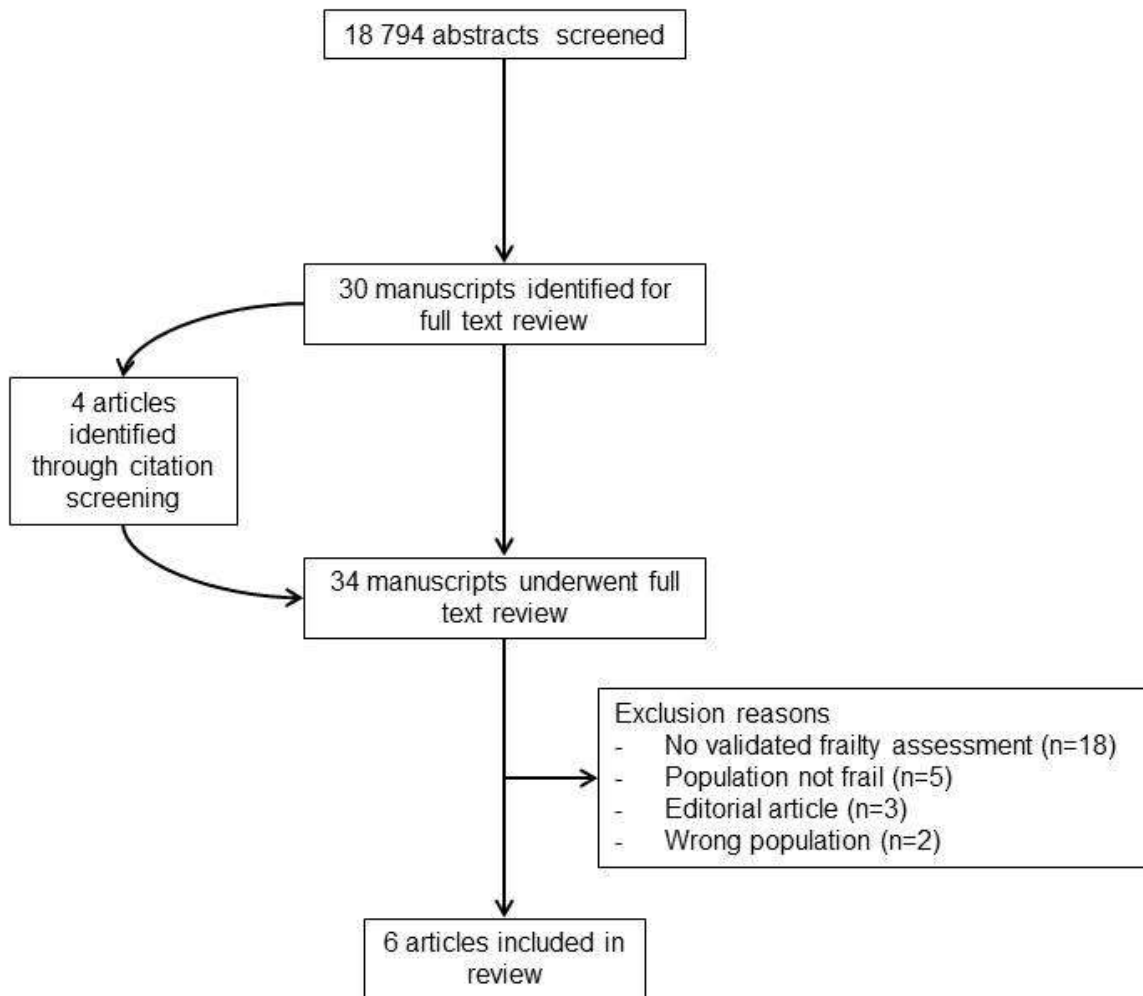 18 794 abstracts screened
30 manuscripts identified for
full text review
4 articles
identified
through citation
screening
34 manuscripts underwent full
text review
Exclusion reasons
- No validated frailty assessment (n=18)
- Population not frail (n=5)
- Editorial article (n=3)
- Wrong population (n=2)
6 articles included in
review